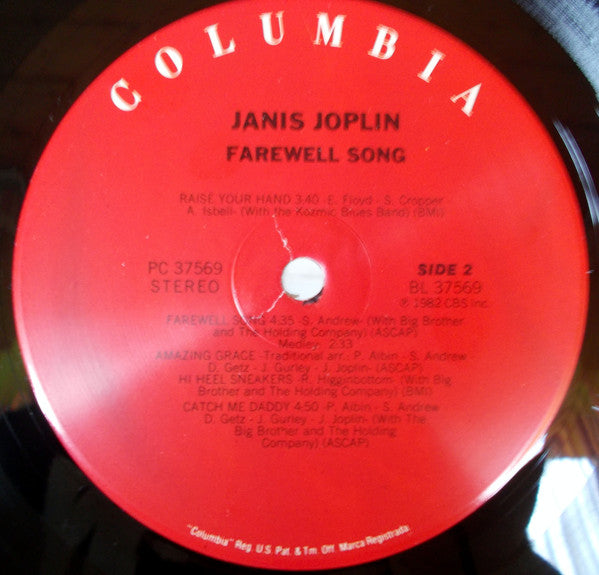 COLUMBIA
JANIS JOPLIN
FAREWELL SONG
RAISE YOUR HAND 3:40 -E. Floyd - S. Cropper -
A. Isbell- (With the Kozmic Blues Band) (BMI)
PC 37569
STEREO
SIDE 2
BL 37569
℗ 1982 CBS Inc.
FAREWELL SONG 4:35 -S. Andrew- (With Big Brother
and The Holding Company) (ASCAP)
Medley: 2:33
AMAZING GRACE -Traditional arr.: P. Albin - S. Andrew
D. Getz - J. Gurley - J. Joplin- (ASCAP)
HI HEEL SNEAKERS -R. Higginbottom- (With Big
Brother and The Holding Company) (BMI)
CATCH ME DADDY 4:50 -P. Albin - S. Andrew
D. Getz - J. Gurley - J. Joplin- (With The
Big Brother and The Holding
Company) (ASCAP)
"Columbia" Reg. U.S. Pat. & Tm. Off. Marca Registrada.